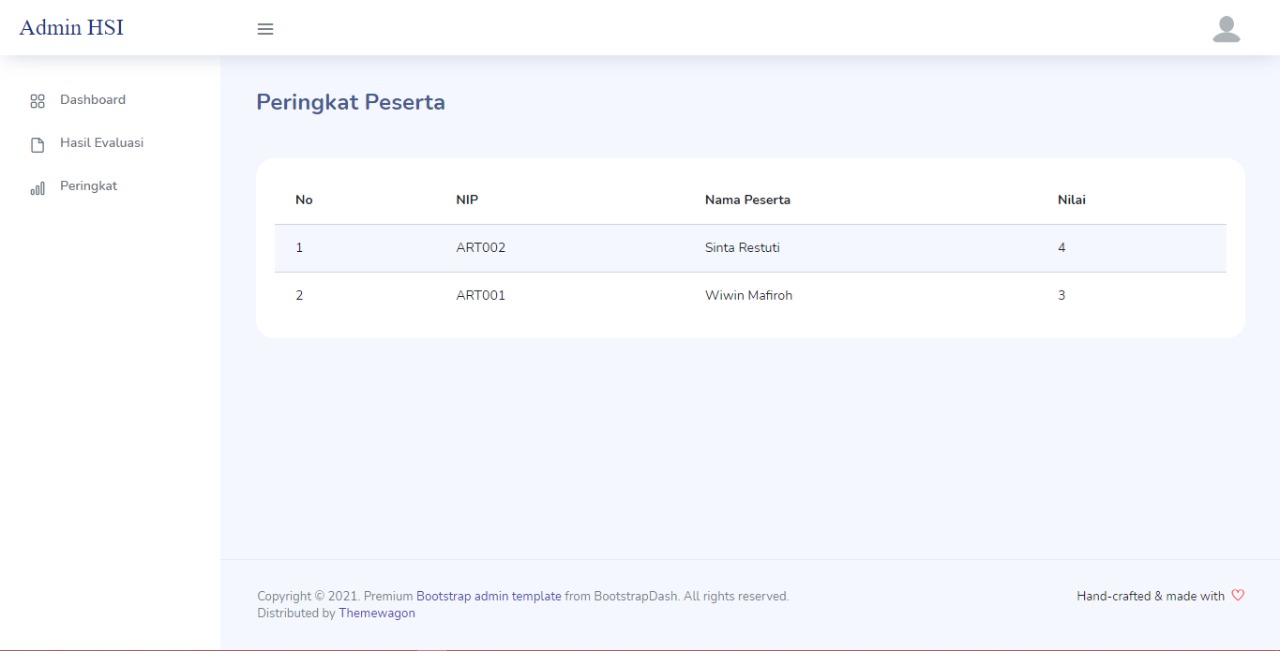 Admin HSI
Dashboard
Hasil Evaluasi
Peringkat
Peringkat Peserta
No NIP Nama Peserta Nilai
1 ART002 Sinta Restuti 4
2 ART001 Wiwin Mafiroh 3
Copyright © 2021. Premium Bootstrap admin template from BootstrapDash. All rights reserved.
Distributed by Themewagon
Hand-crafted & made with